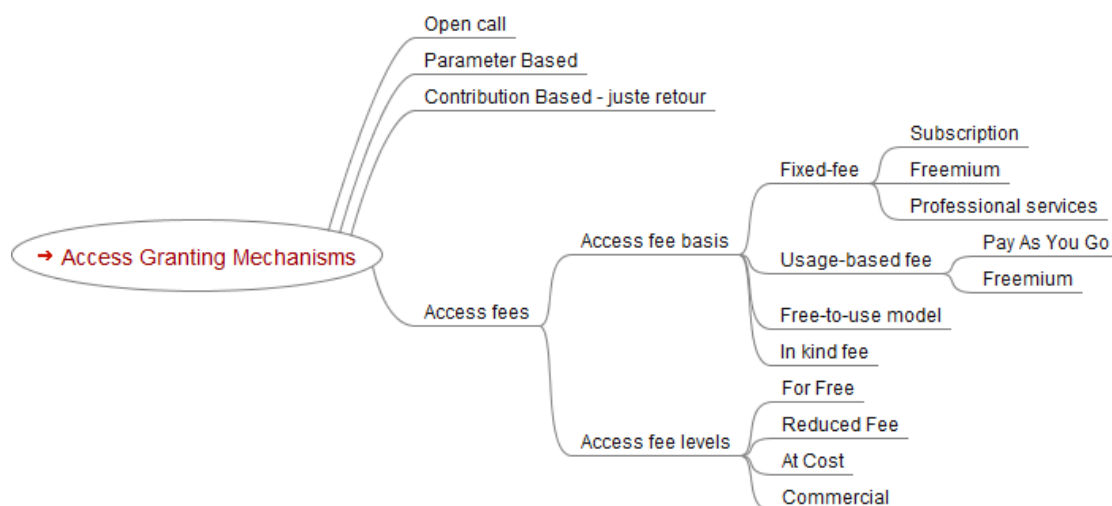 Open call
Parameter Based
Contribution Based - juste retour
➔ Access Granting Mechanisms
Access fees
Access fee basis
Fixed-fee
Subscription
Freemium
Professional services
Usage-based fee
Pay As You Go
Freemium
Free-to-use model
In kind fee
Access fee levels
For Free
Reduced Fee
At Cost
Commercial